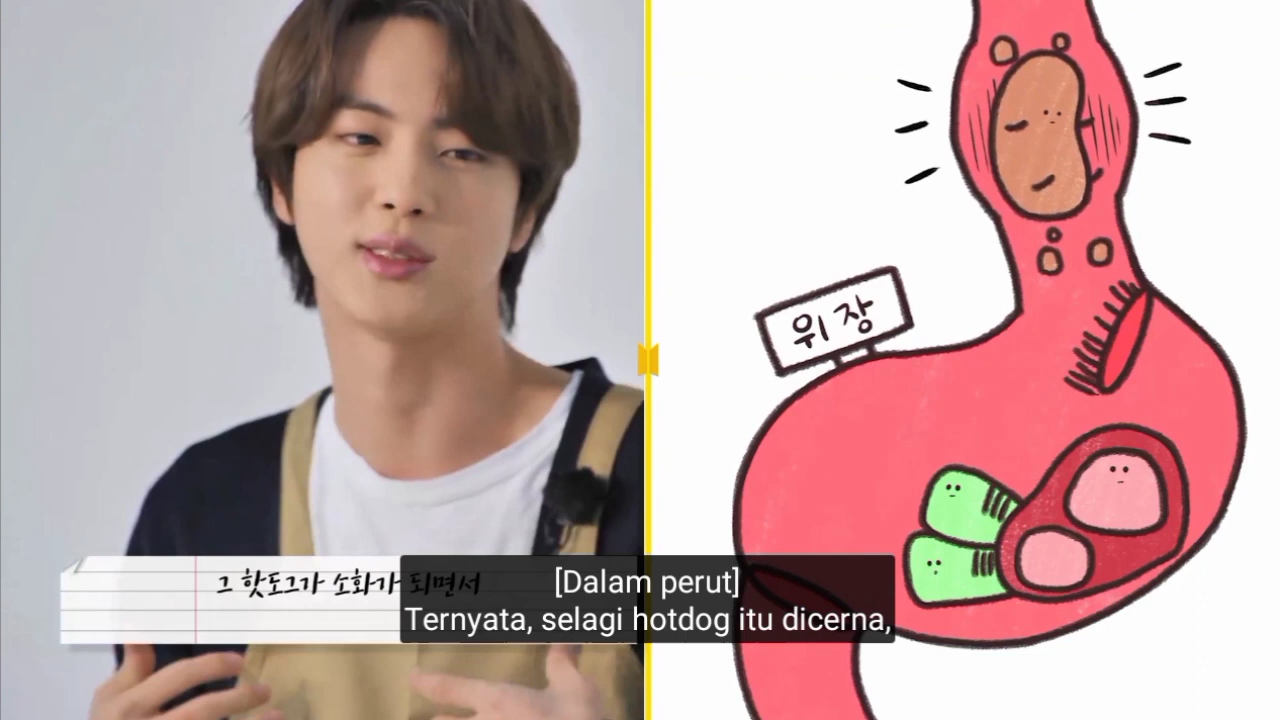 위장
그 핫도그가 소화가 되면서
[Dalam perut]
Ternyata, selagi hotdog itu dicerna,